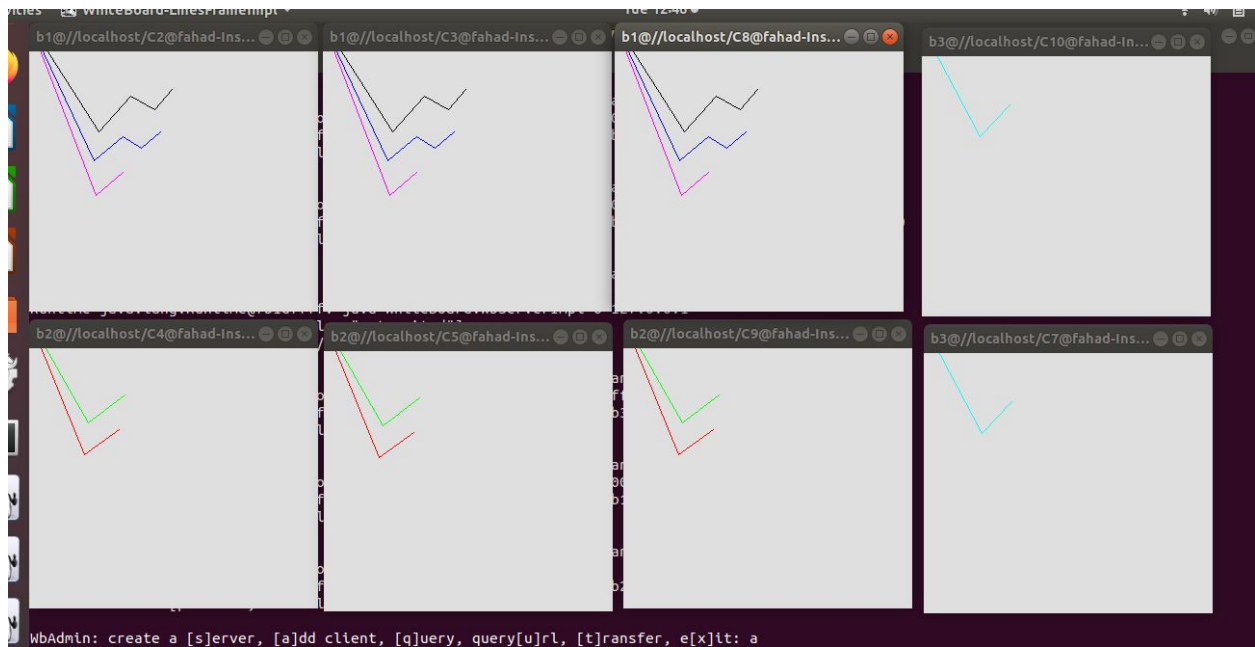 WhiteBoard-LinesFrameImpl
Tue 12:46
b1@//localhost/C2@fahad-Ins...
b1@//localhost/C3@fahad-Ins...
b1@//localhost/C8@fahad-Ins...
b3@//localhost/C10@fahad-In...
b2@//localhost/C4@fahad-Ins...
b2@//localhost/C5@fahad-Ins...
b2@//localhost/C9@fahad-Ins...
b3@//localhost/C7@fahad-Ins...
WbAdmin: create a [s]erver, [a]dd client, [q]uery, query[u]rl, [t]ransfer, e[x]it: a